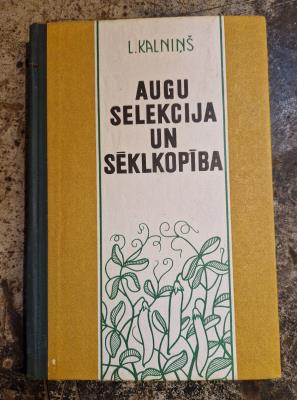 L.KALNIŅŠ
AUGU
SELEKCIJA
UN
SĒKLKOPĪBA